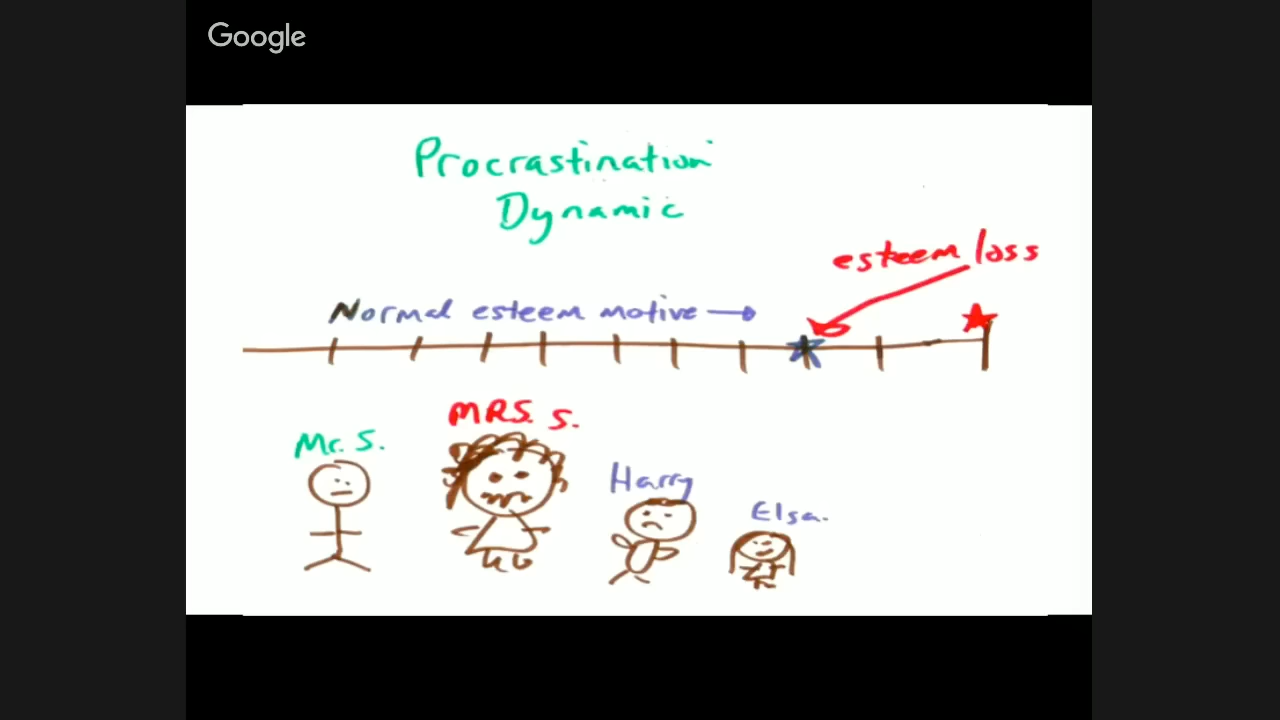 Google
Procrastination
Dynamic
esteem loss
Normal esteem motive →
MRS. S.
Mr. S.
Harry
Elsa.